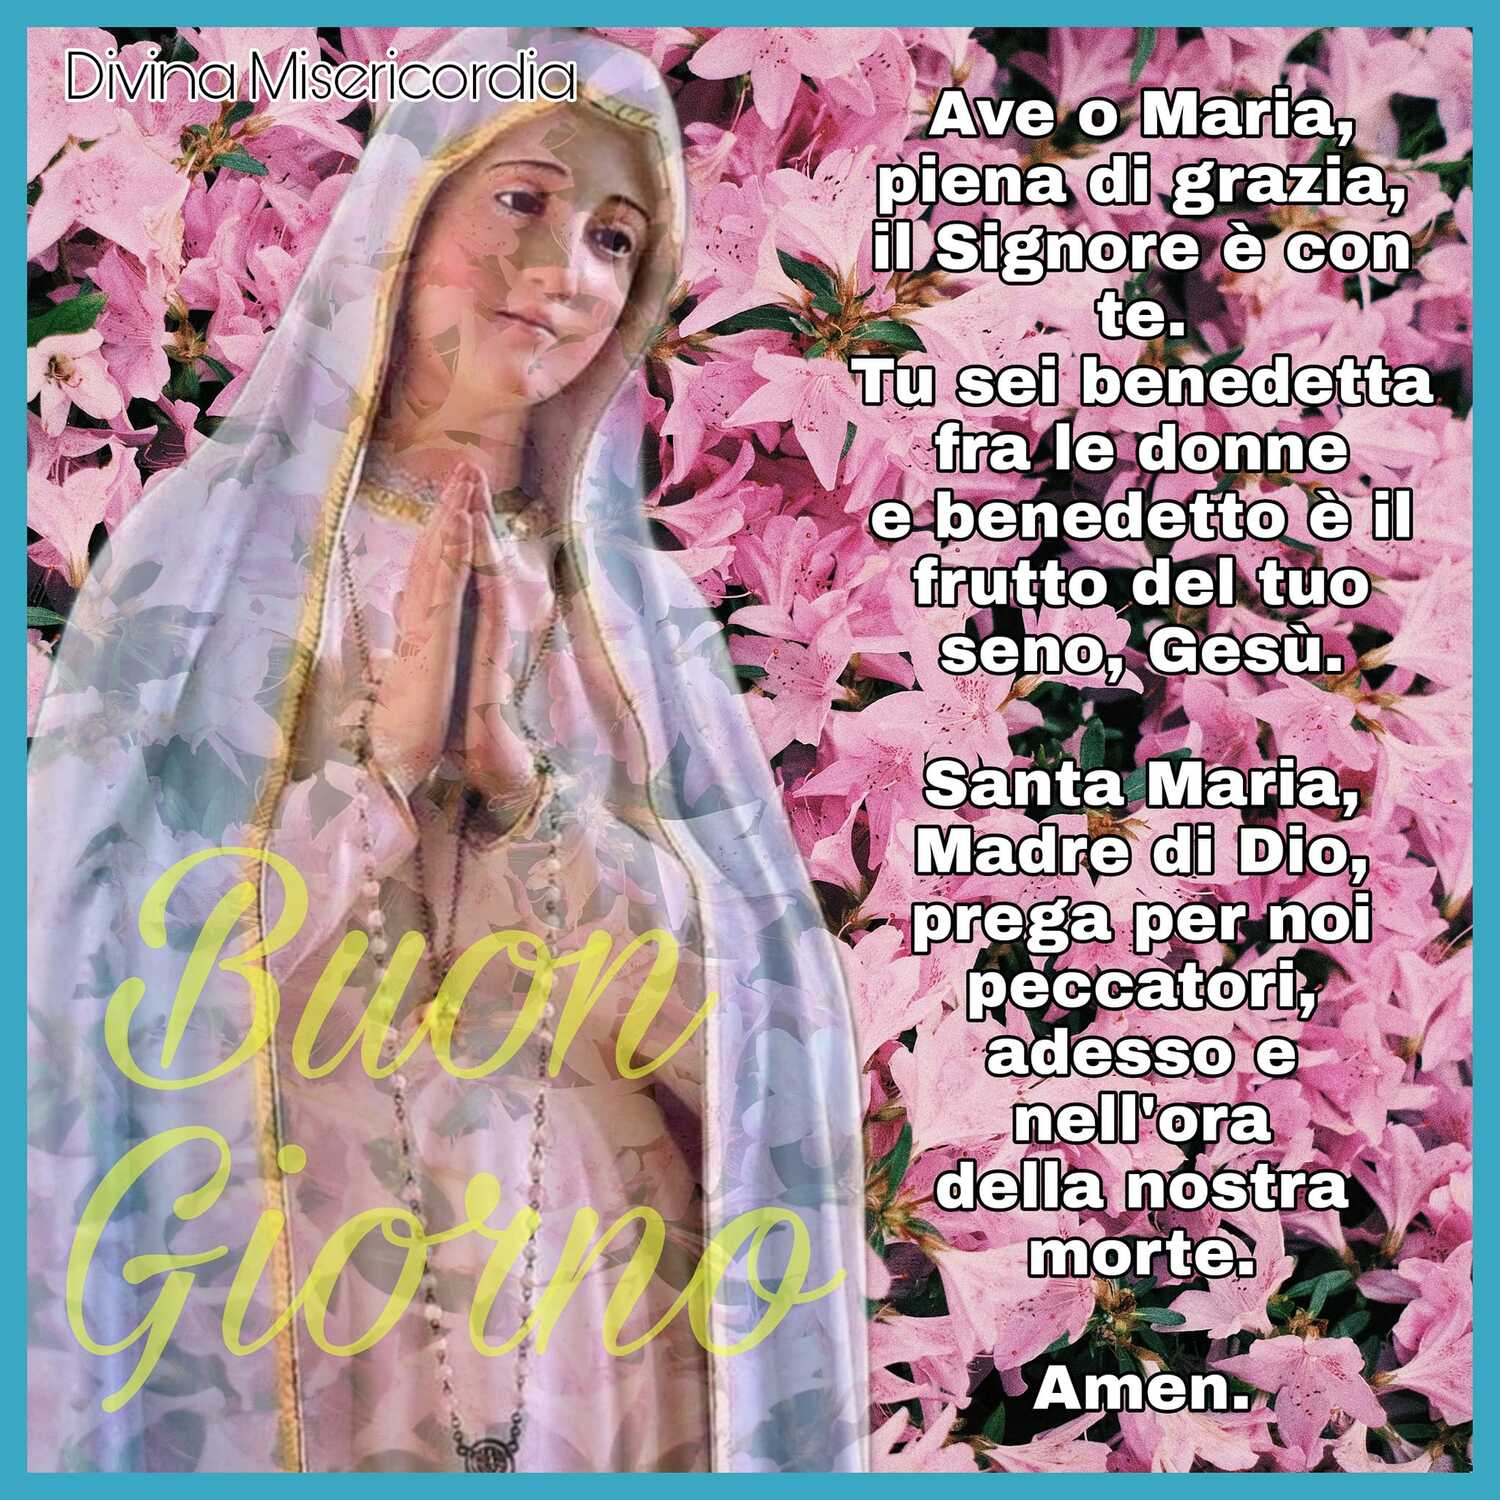 Divina Misericordia
Ave o Maria,
piena di grazia,
il Signore è con
te.
Tu sei benedetta
fra le donne
e benedetto è il
frutto del tuo
seno, Gesù.
Santa Maria,
Madre di Dio,
prega per noi
peccatori,
adesso e
nell'ora
della nostra
morte.
Amen.
Buon
Giorno